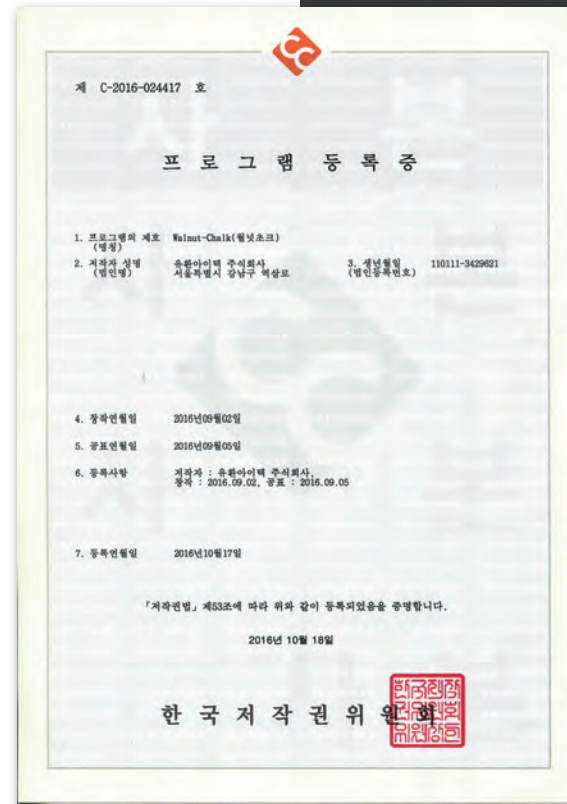 제 C-2016-024417 호
프 로 그 램 등 록 증
1. 프로그램의 제호 Walnut-Chalk(월넛초크)
(명칭)
2. 저작자 성명 유환아이텍 주식회사 3. 생년월일 110111-3429621
(법인명) 서울특별시 강남구 역삼로 (법인등록번호)
4. 창작연월일 2016년09월02일
5. 공표연월일 2016년09월05일
6. 등록사항 저작자 : 유환아이텍 주식회사,
창작 : 2016.09.02, 공표 : 2016.09.05
7. 등록연월일 2016년10월17일
「저작권법」 제53조에 따라 위와 같이 등록되었음을 증명합니다.
2016년 10월 18일
한 국 저 작 권 위 원 회